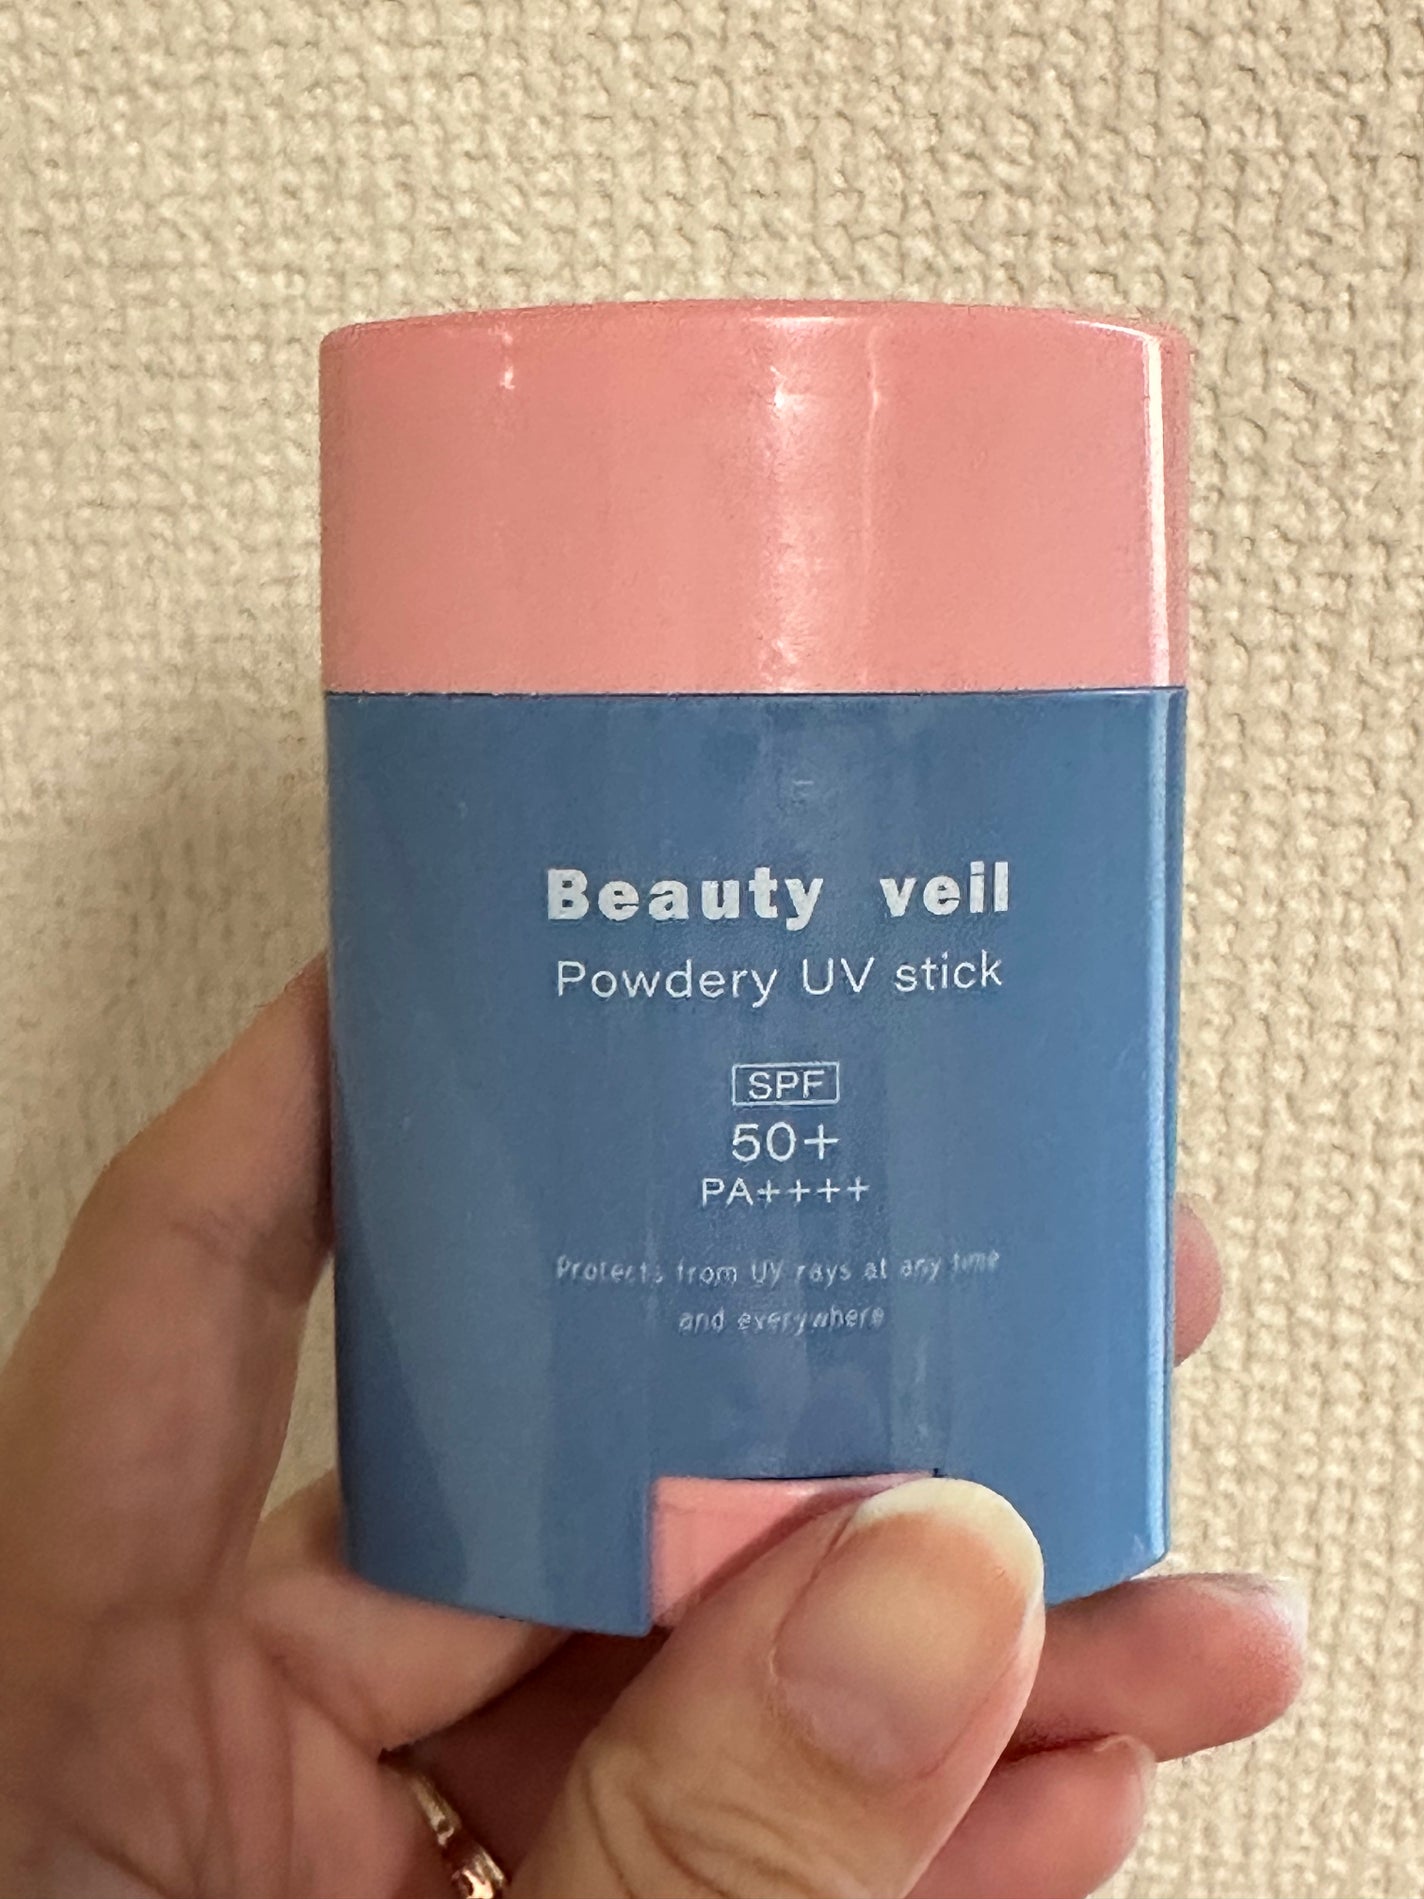 Beauty veil
Powdery UV stick
SPF
50+
PA++++
Protects from UV rays at any time
and everywhere